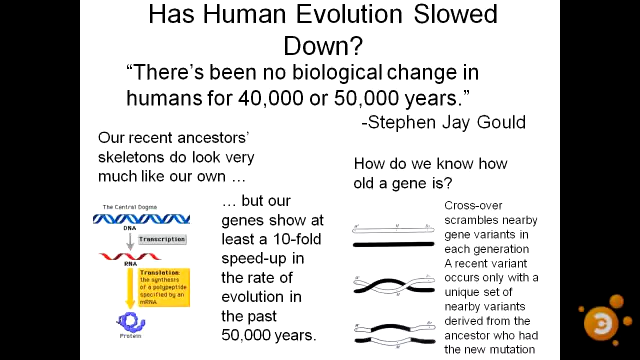 Has Human Evolution Slowed
Down?
“There’s been no biological change in
humans for 40,000 or 50,000 years.”
-Stephen Jay Gould
Our recent ancestors’
skeletons do look very
much like our own …
The Central Dogma
DNA
Transcription
RNA
Translation:
the synthesis
of a polypeptide
specified by an
mRNA
Protein
… but our
genes show at
least a 10-fold
speed-up in
the rate of
evolution in
the past
50,000 years.
How do we know how
old a gene is?
Cross-over
scrambles nearby
gene variants in
each generation
A recent variant
occurs only with a
unique set of
nearby variants
derived from the
ancestor who had
the new mutation